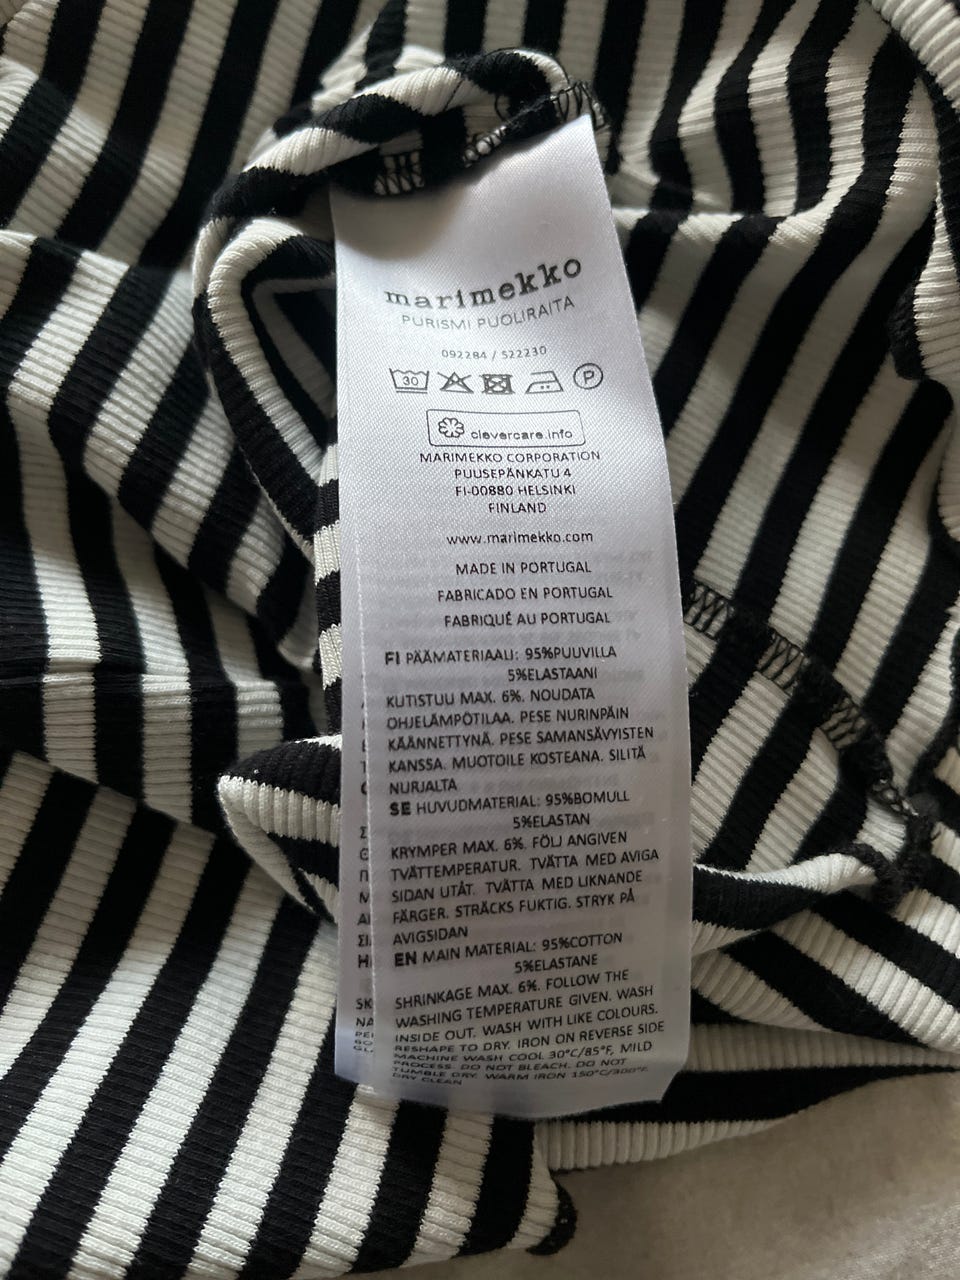 marimekko
PURISMI PUOLIRAITA
092284 / 522230
30
P
clevercare.info
MARIMEKKO CORPORATION
PUUSEPÄNKATU 4
FI-00880 HELSINKI
FINLAND
www.marimekko.com
MADE IN PORTUGAL
FABRICADO EN PORTUGAL
FABRIQUÉ AU PORTUGAL
FI PÄÄMATERIAALI: 95%PUUVILLA
5%ELASTAANI
KUTISTUU MAX. 6%. NOUDATA
OHJELÄMPÖTILAA. PESE NURINPÄIN
KÄÄNNETTYNÄ. PESE SAMANSÄVYISTEN
KANSSA. MUOTOILE KOSTEANA. SILITÄ
NURJALTA
SE HUVUDMATERIAL: 95%BOMULL
5%ELASTAN
KRYMPER MAX. 6%. FÖLJ ANGIVEN
TVÄTTEMPERATUR. TVÄTTA MED AVIGA
SIDAN UTÅT. TVÄTTA MED LIKNANDE
FÄRGER. STRÄCKS FUKTIG. STRYK PÅ
AVIGSIDAN
EN MAIN MATERIAL: 95%COTTON
5%ELASTANE
SHRINKAGE MAX. 6%. FOLLOW THE
WASHING TEMPERATURE GIVEN. WASH
INSIDE OUT. WASH WITH LIKE COLOURS.
RESHAPE TO DRY. IRON ON REVERSE SIDE
MACHINE WASH COOL 30°C/85°F, MILD
PROCESS. DO NOT BLEACH. DO NOT
TUMBLE DRY. WARM IRON 150°C/300°F.
DRY CLEAN